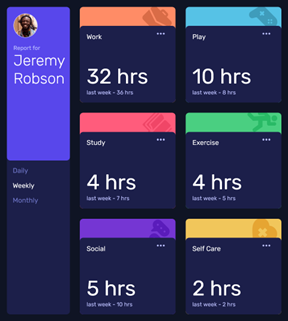 Report for
Jeremy
Robson
Daily
Weekly
Monthly
Work
32 hrs
last week - 36 hrs
Play
10 hrs
last week - 8 hrs
Study
4 hrs
last week - 7 hrs
Exercise
4 hrs
last week - 5 hrs
Social
5 hrs
last week - 10 hrs
Self Care
2 hrs
last week - 2 hrs